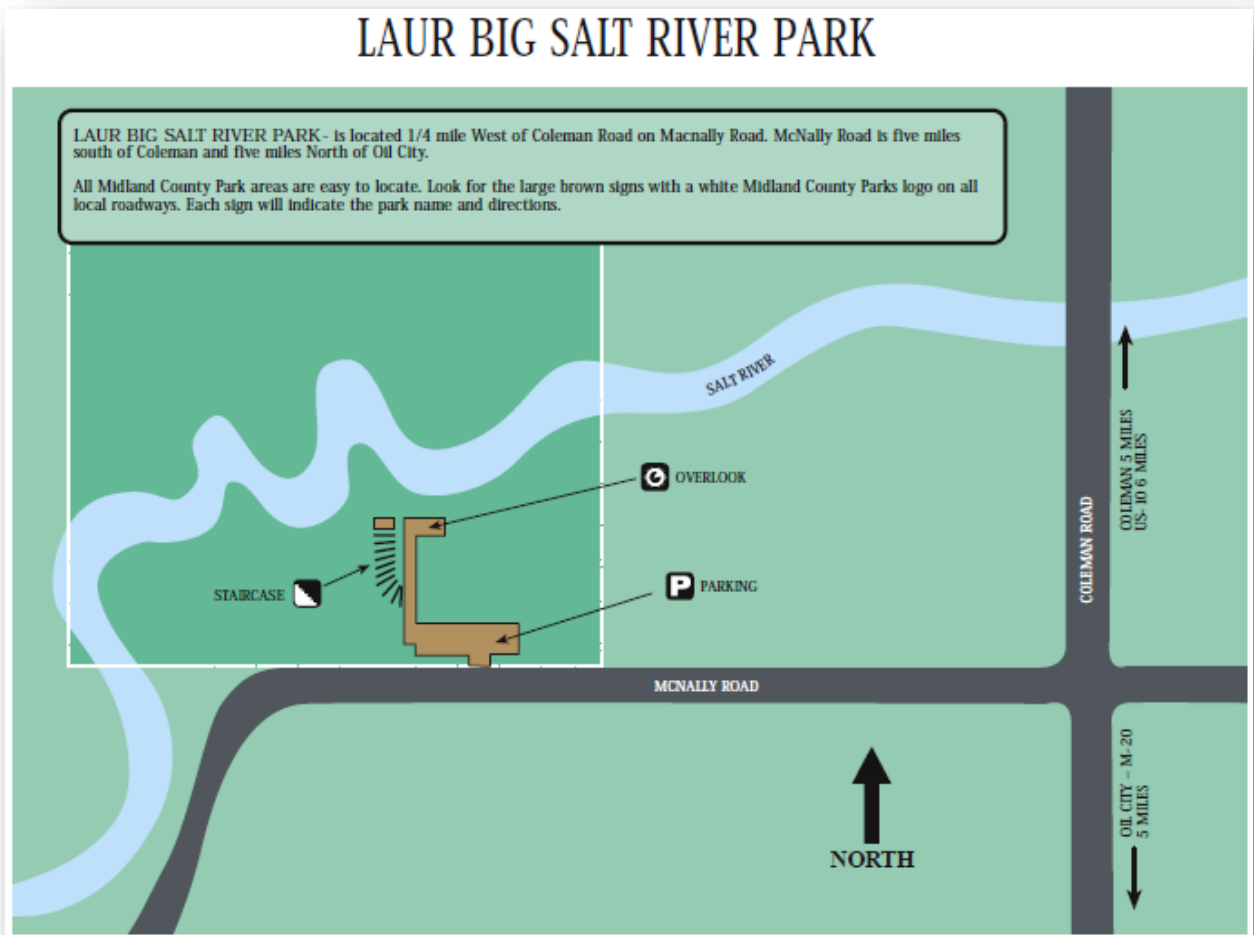 LAUR BIG SALT RIVER PARK
LAUR BIG SALT RIVER PARK- is located 1/4 mile West of Coleman Road on Macnally Road. McNally Road is five miles
south of Coleman and five miles North of Oil City.
All Midland County Park areas are easy to locate. Look for the large brown signs with a white Midland County Parks logo on all
local roadways. Each sign will indicate the park name and directions.
SALT RIVER
OVERLOOK
COLEMAN 5 MILES
US-10 6 MILES
COLEMAN ROAD
STAIRCASE
P PARKING
MCNALLY ROAD
OIL CITY – M-20
5 MILES
NORTH